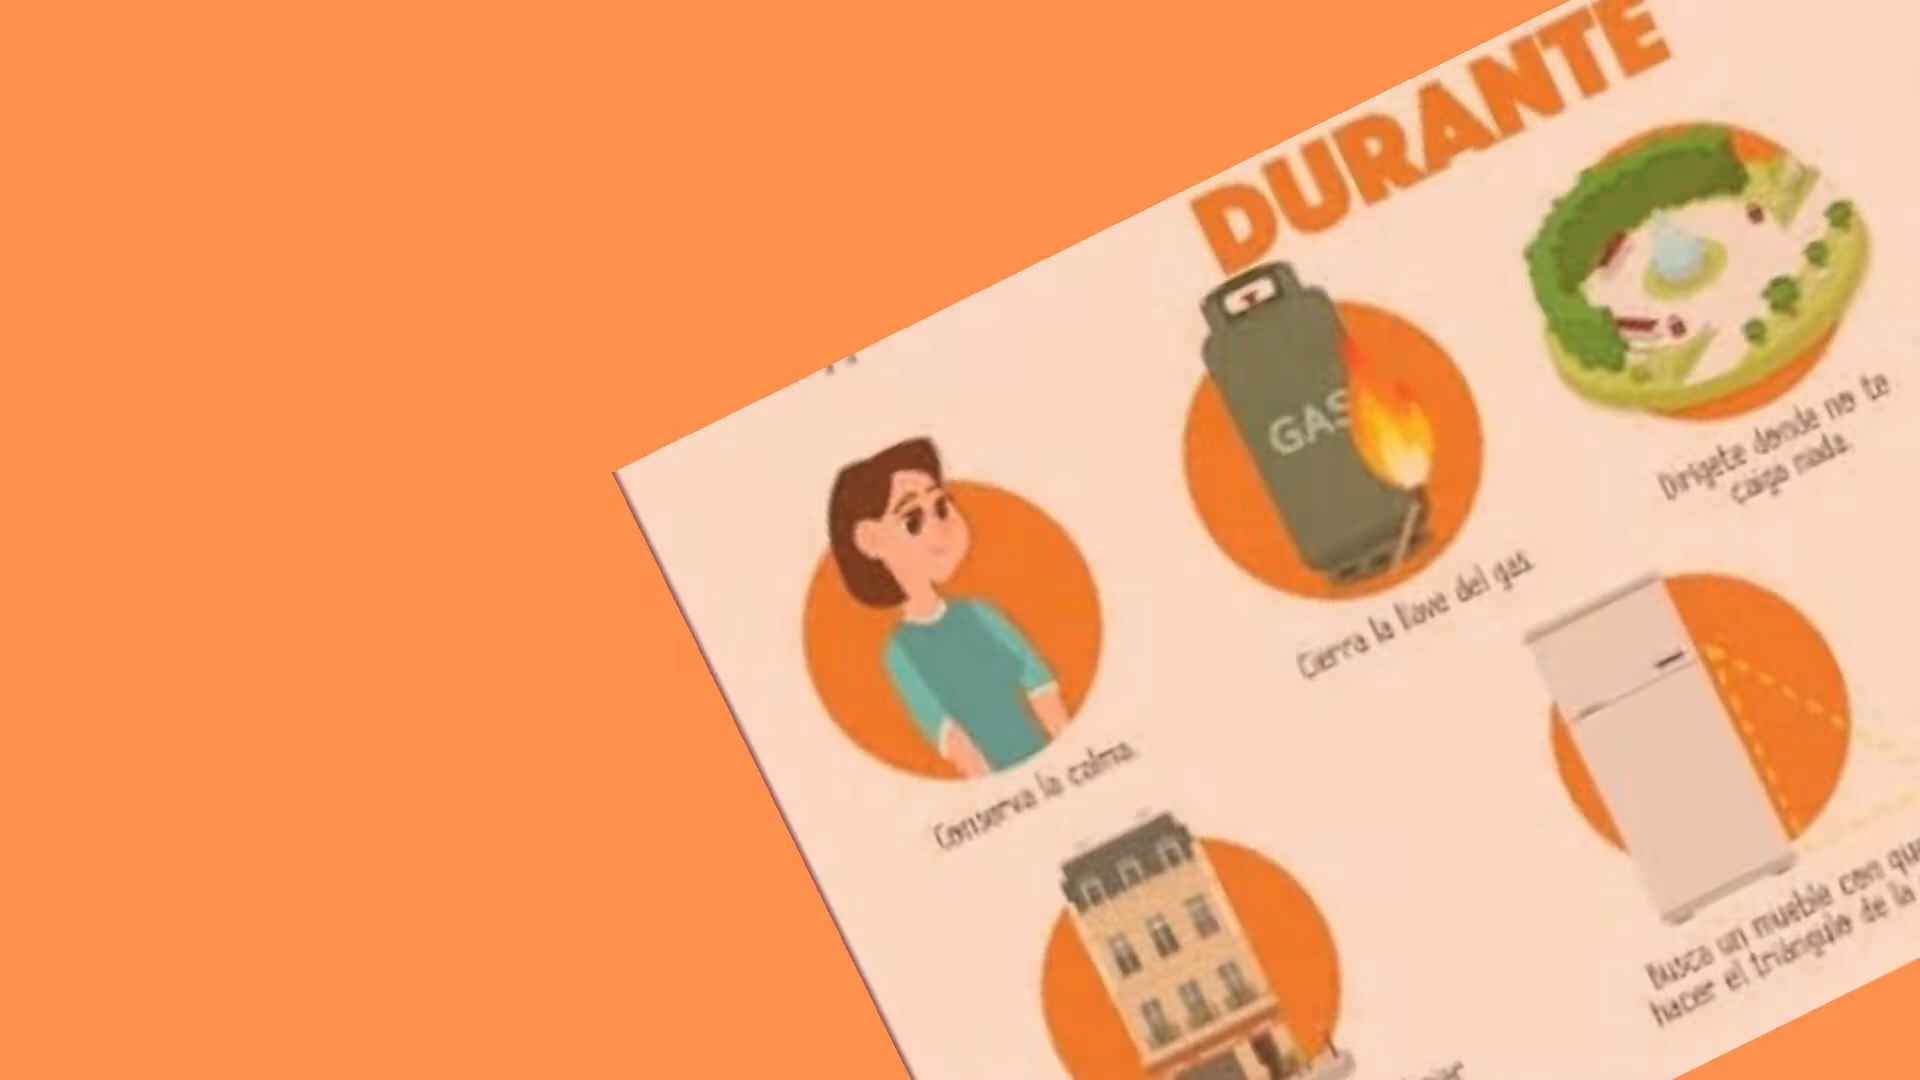 DURANTE
GAS
Dirígete donde no te
caiga nada.
Cierra la llave del gas
Conserva la calma.
Busca un mueble con
hacer el triángulo de la